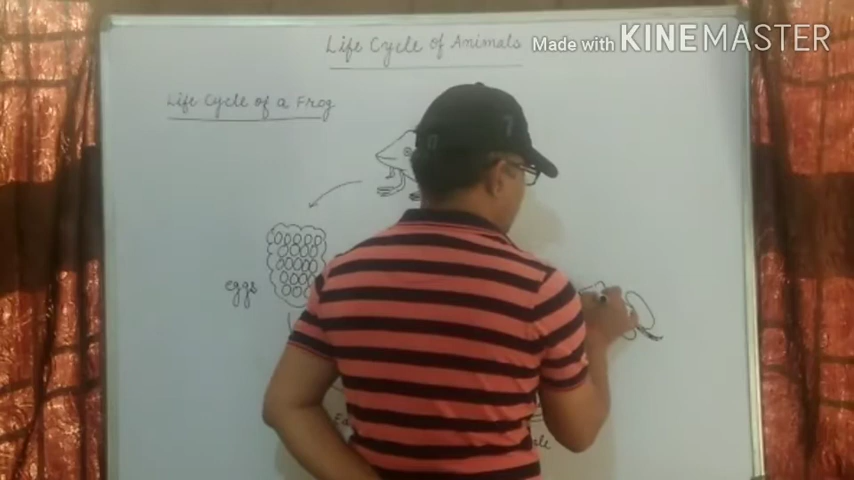 Life Cycle of Animals
Made with KINEMASTER
Life Cycle of a Frog
eggs